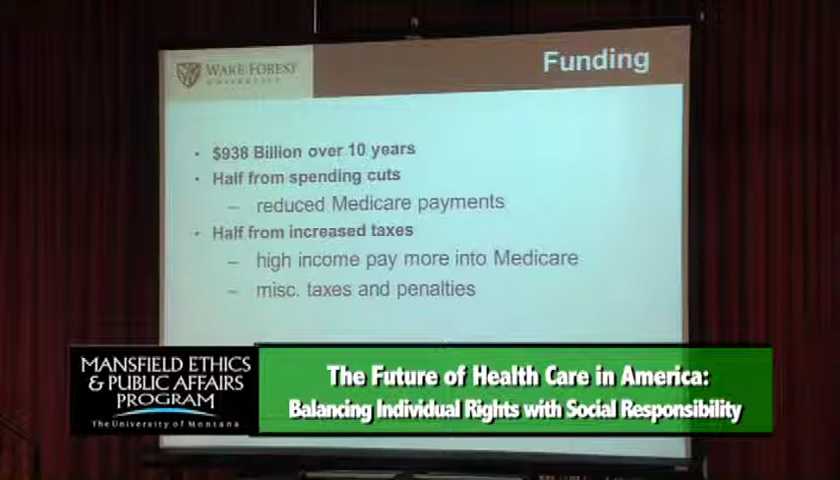 WAKE FOREST
UNIVERSITY
Funding
$938 Billion over 10 years
Half from spending cuts
reduced Medicare payments
Half from increased taxes
high income pay more into Medicare
misc. taxes and penalties
MANSFIELD ETHICS
& PUBLIC AFFAIRS
PROGRAM
The University of Montana
The Future of Health Care in America:
Balancing Individual Rights with Social Responsibility